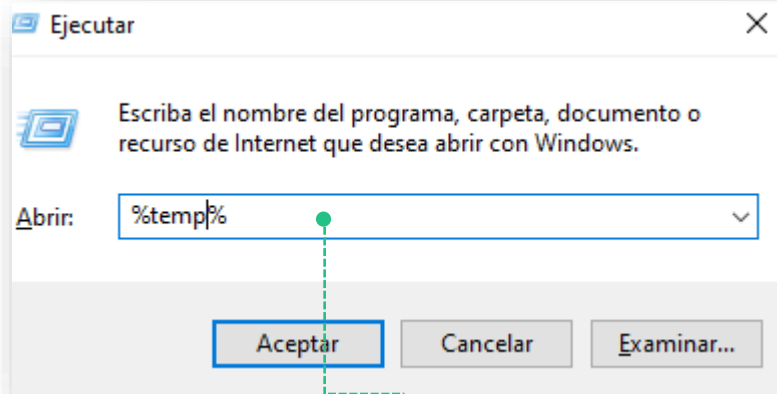 Ejecutar
Escriba el nombre del programa, carpeta, documento o
recurso de Internet que desea abrir con Windows.
Abrir: %temp%
Aceptar Cancelar Examinar...